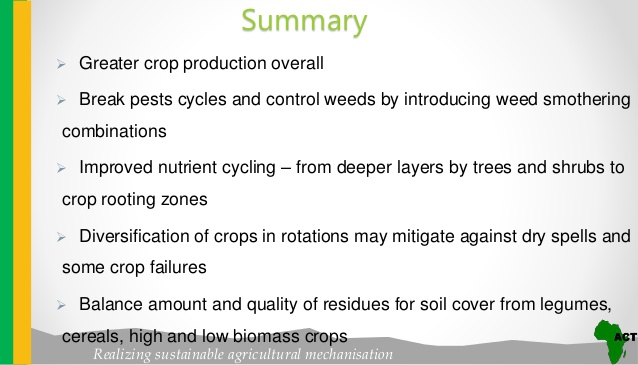 Summary
Greater crop production overall
Break pests cycles and control weeds by introducing weed smothering
combinations
Improved nutrient cycling – from deeper layers by trees and shrubs to
crop rooting zones
Diversification of crops in rotations may mitigate against dry spells and
some crop failures
Balance amount and quality of residues for soil cover from legumes,
cereals, high and low biomass crops
ACT
Realizing sustainable agricultural mechanisation